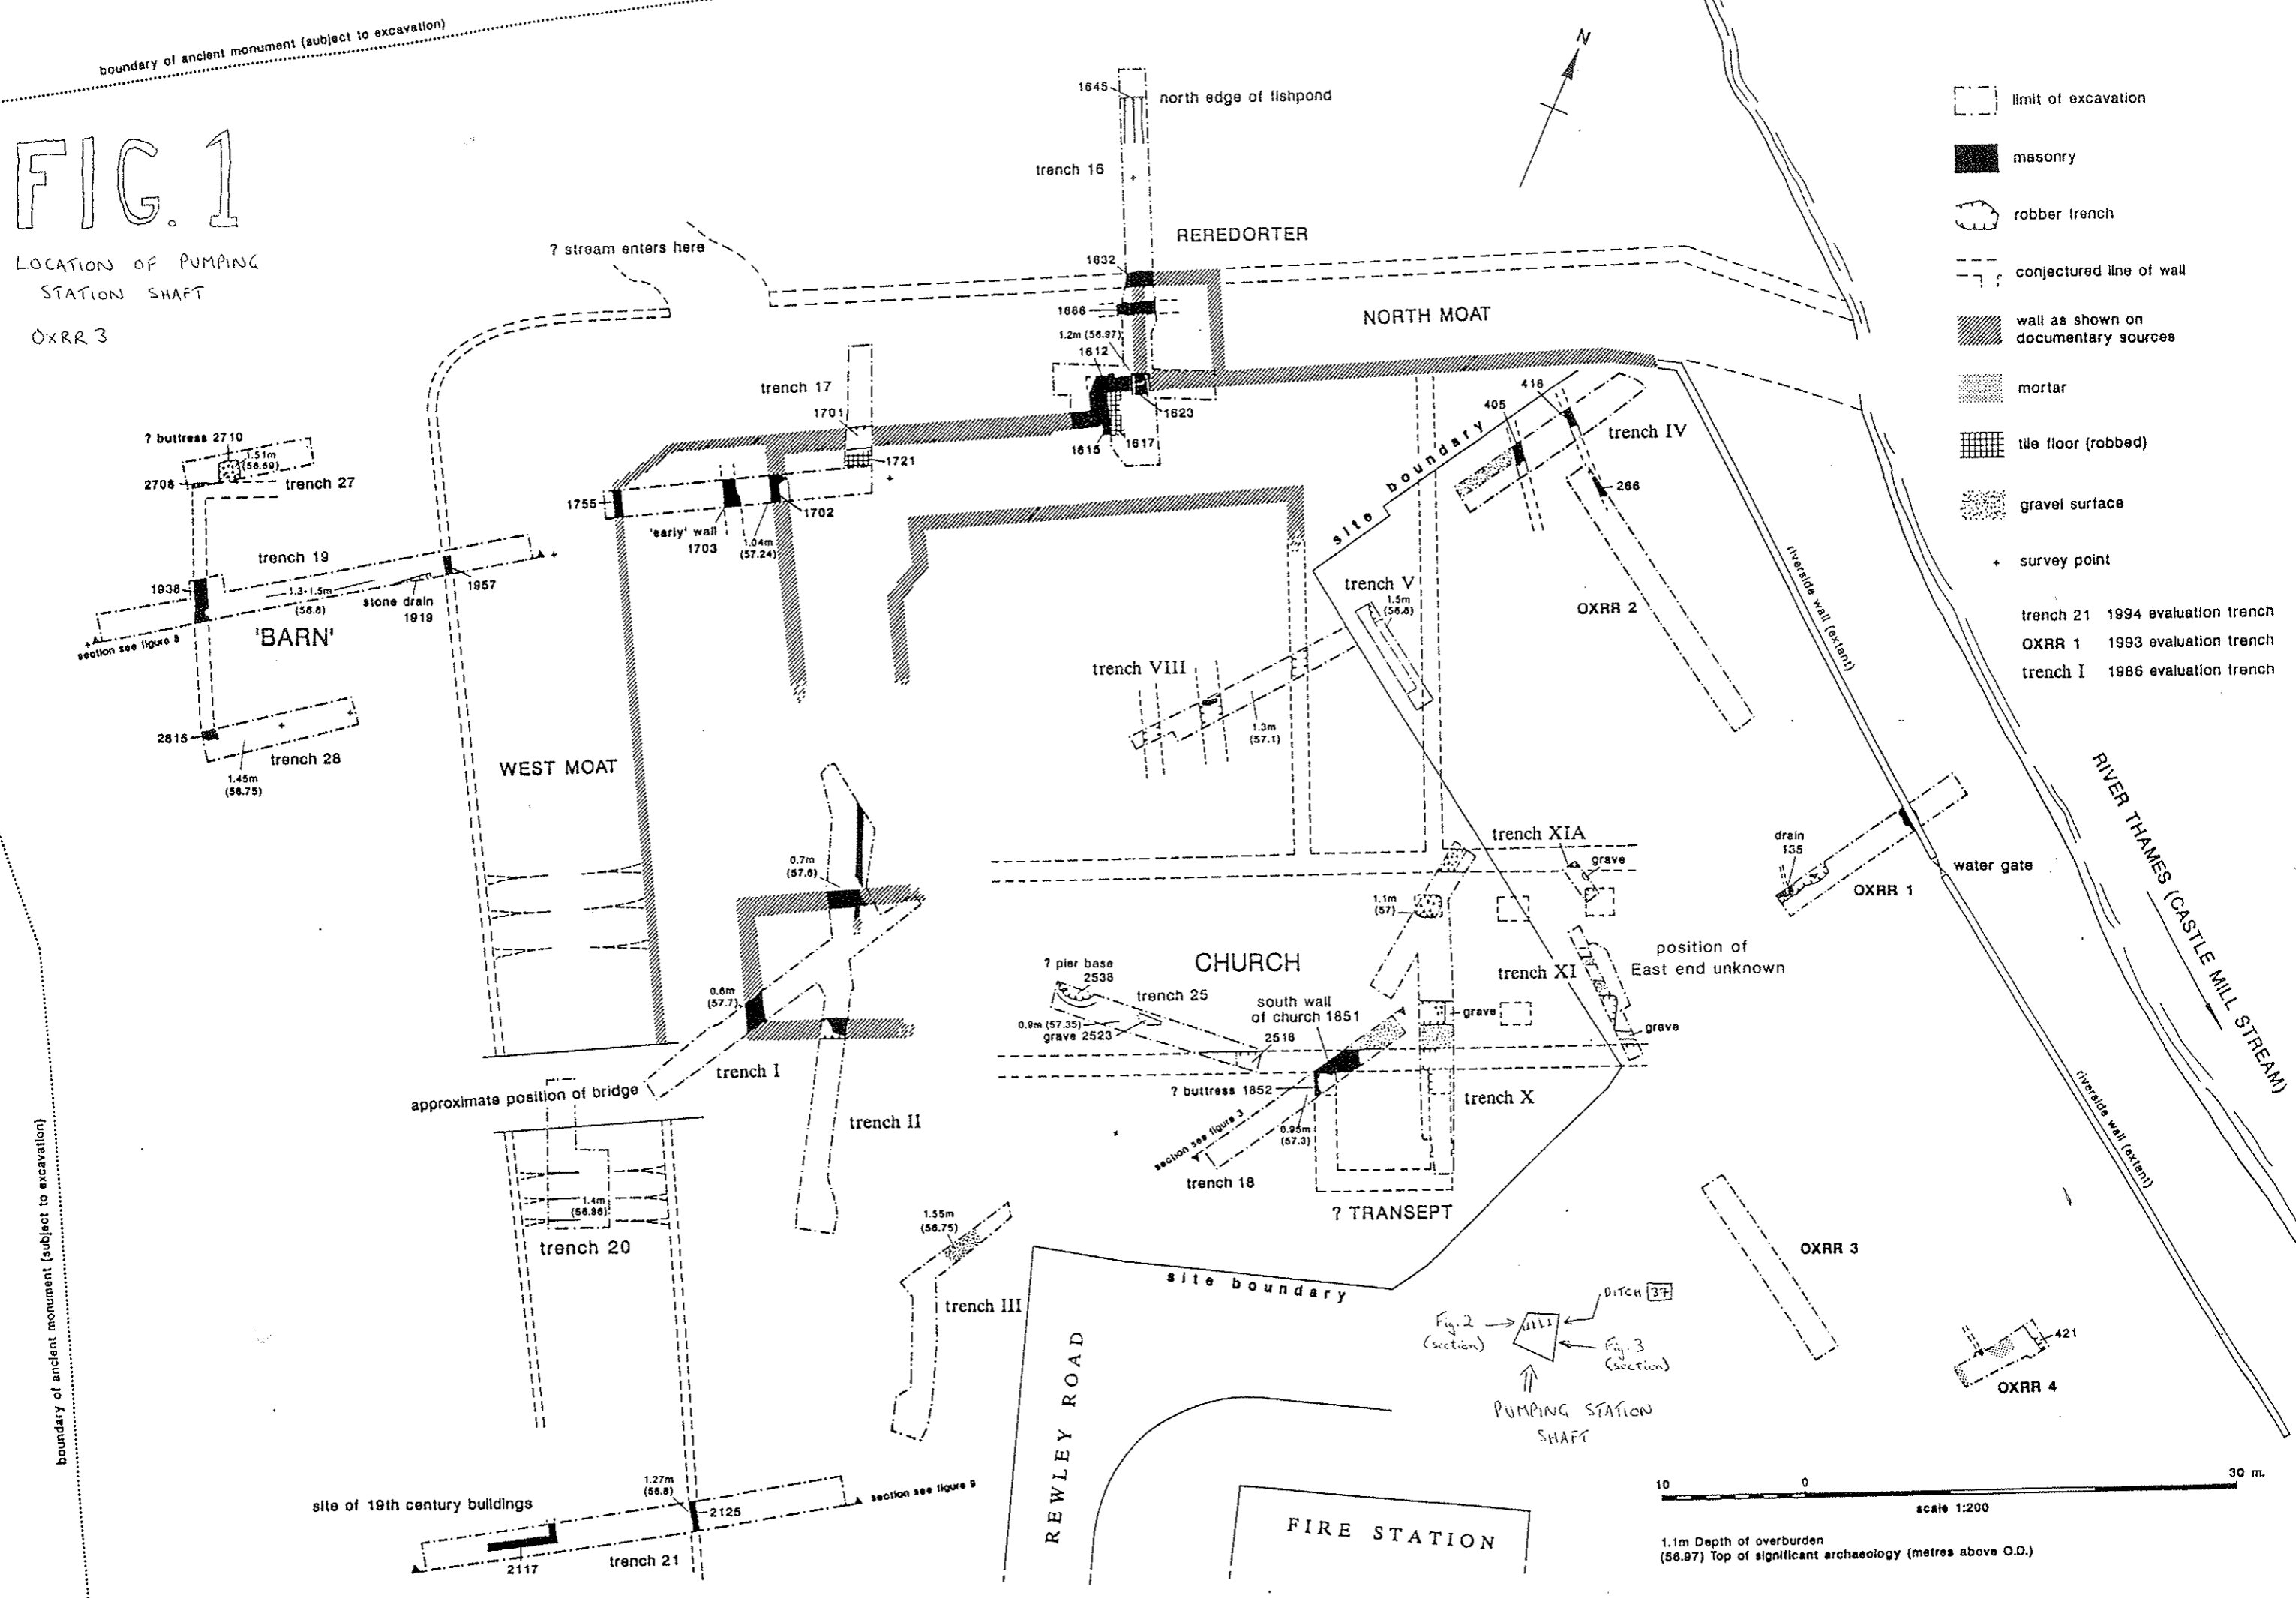 boundary of ancient monument (subject to excavation)
FIG. 1
LOCATION OF PUMPING
STATION SHAFT
OXRR 3
1645
north edge of fishpond
trench 16
N
REREDORTER
? stream enters here
1632
1666
1.2m (56.97)
1612
1623
1615
1617
NORTH MOAT
trench 17
1701
1721
1755
'early' wall
1703
1.04m
(57.24)
1702
? buttress 2710
1.51m
(56.69)
2706
trench 27
trench 19
1938
1.3-1.5m
(56.8)
stone drain
1919
1957
section see figure 8
'BARN'
2815
1.45m
(56.75)
trench 28
WEST MOAT
416
405
trench IV
266
site boundary
OXRR 2
trench V
1.5m
(56.8)
trench VIII
1.3m
(57.1)
riverside wall (extant)
limit of excavation
masonry
robber trench
conjectured line of wall
wall as shown on
documentary sources
mortar
tile floor (robbed)
gravel surface
survey point
trench 21 1994 evaluation trench
OXRR 1 1993 evaluation trench
trench I 1986 evaluation trench
RIVER THAMES (CASTLE MILL STREAM)
0.7m
(57.6)
0.6m
(57.7)
trench I
trench II
approximate position of bridge
trench XIA
grave
drain
135
OXRR 1
water gate
1.1m
(57)
CHURCH
position of
East end unknown
trench XI
grave
? pier base
2538
trench 25
0.9m (57.35)
grave 2523
2518
south wall
of church 1851
grave
? buttress 1852
0.95m
(57.3)
section see figure 3
trench 18
trench X
? TRANSEPT
riverside wall (extant)
1.4m
(56.86)
trench 20
1.55m
(56.75)
trench III
site boundary
OXRR 3
Fig. 2
(section)
DITCH 37
Fig. 3
(section)
PUMPING STATION
SHAFT
421
OXRR 4
boundary of ancient monument (subject to excavation)
REWLEY ROAD
FIRE STATION
site of 19th century buildings
2117
1.27m
(56.8)
2125
trench 21
section see figure 9
10 0 30 m.
scale 1:200
1.1m Depth of overburden
(56.97) Top of significant archaeology (metres above O.D.)